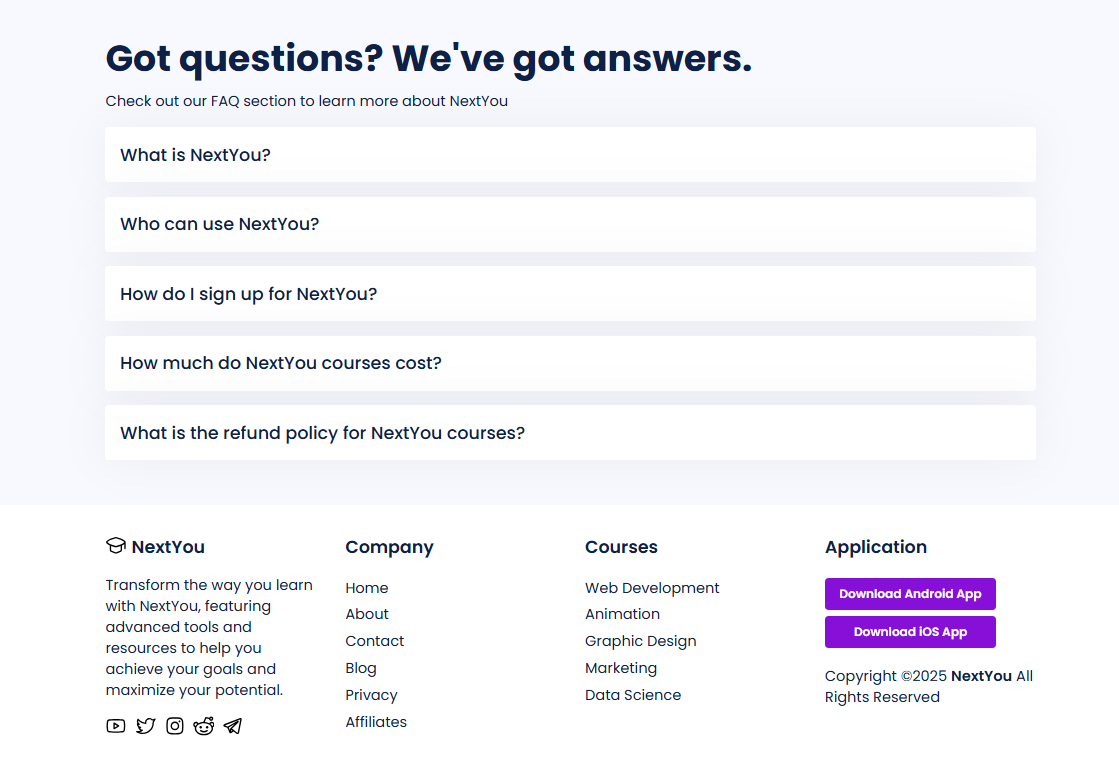 Got questions? We've got answers.
Check out our FAQ section to learn more about NextYou
What is NextYou?
Who can use NextYou?
How do I sign up for NextYou?
How much do NextYou courses cost?
What is the refund policy for NextYou courses?
NextYou
Transform the way you learn
with NextYou, featuring
advanced tools and
resources to help you
achieve your goals and
maximize your potential.
Company
Home
About
Contact
Blog
Privacy
Affiliates
Courses
Web Development
Animation
Graphic Design
Marketing
Data Science
Application
Download Android App
Download iOS App
Copyright ©2025 NextYou All
Rights Reserved